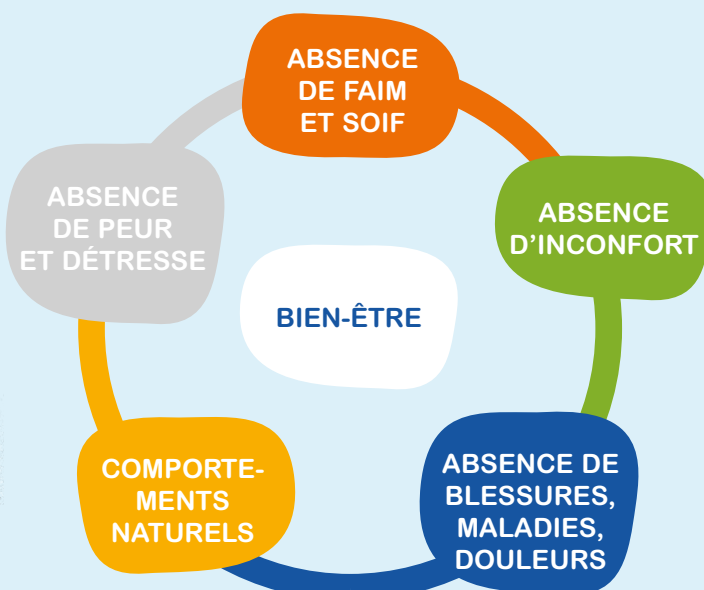 ABSENCE
DE FAIM
ET SOIF
ABSENCE
D'INCONFORT
ABSENCE DE
BLESSURES,
MALADIES,
DOULEURS
COMPORTE-
MENTS
NATURELS
ABSENCE
DE PEUR
ET DÉTRESSE
BIEN-ÊTRE